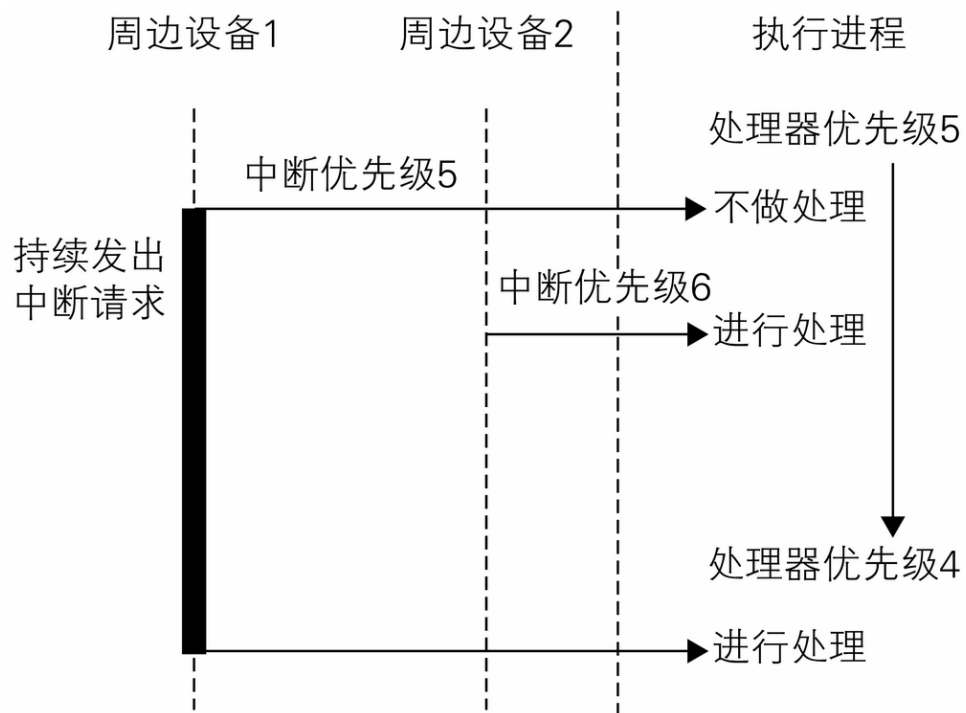 周边设备1
周边设备2
执行进程
处理器优先级5
中断优先级5
不做处理
持续发出
中断请求
中断优先级6
进行处理
处理器优先级4
进行处理